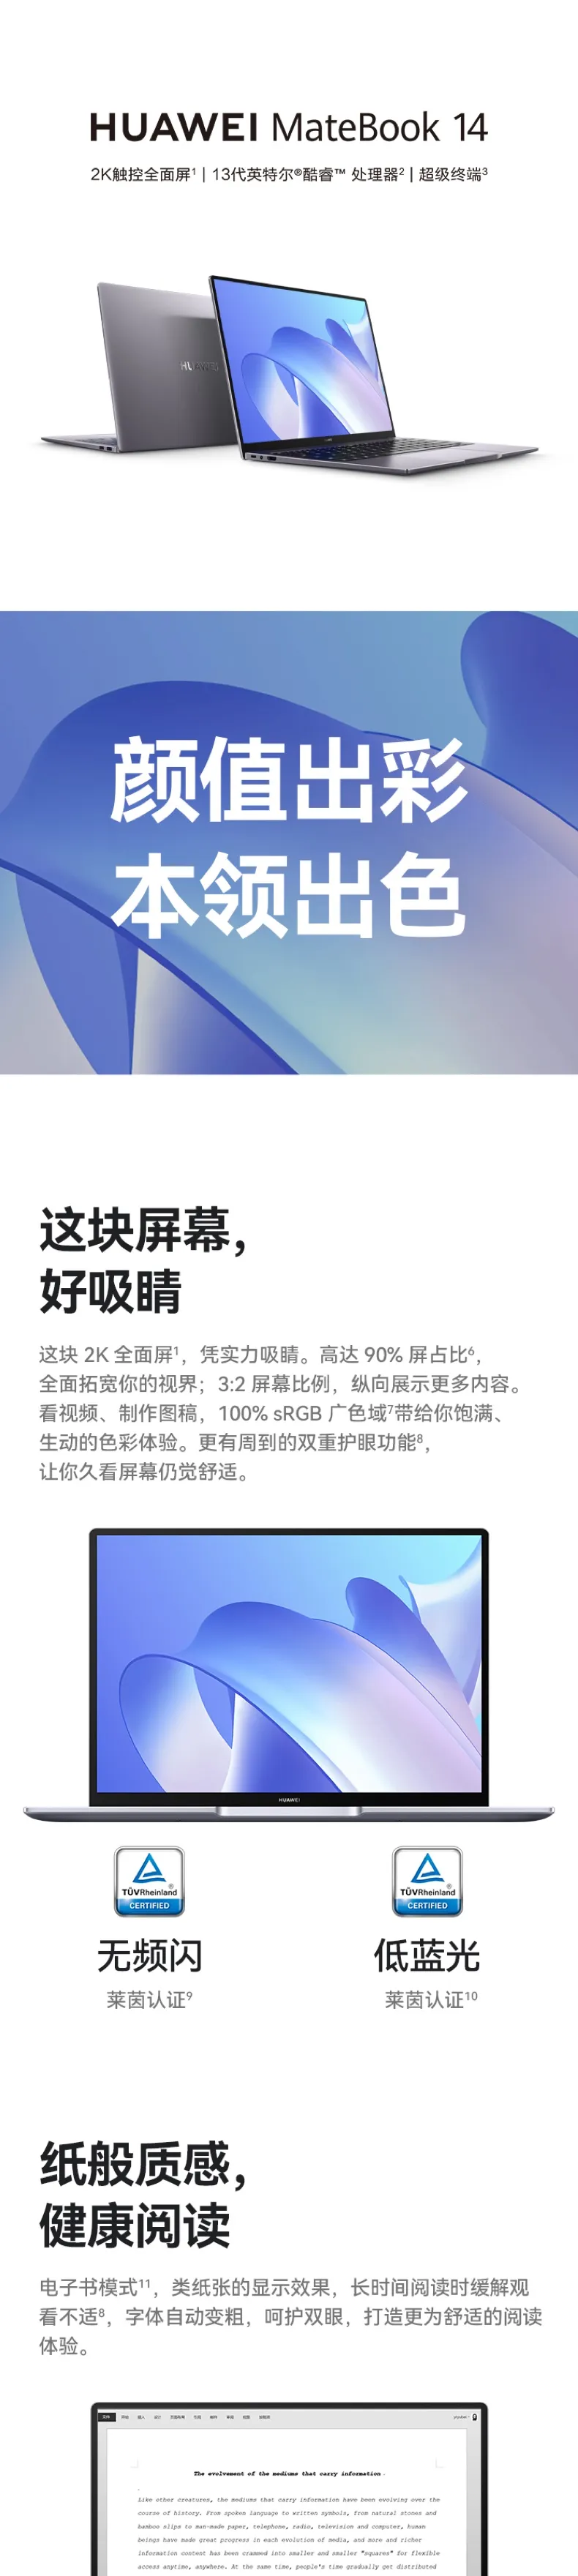 HUAWEI MateBook 14
2K触控全面屏¹ | 13代英特尔®酷睿™ 处理器² | 超级终端³
HUAWEI
颜值出彩
本领出色
这块屏幕，
好吸睛
这块 2K 全面屏¹，凭实力吸睛。高达 90% 屏占比⁶，
全面拓宽你的视界；3:2 屏幕比例，纵向展示更多内容。
看视频、制作图稿，100% sRGB 广色域⁷带给你饱满、
生动的色彩体验。更有周到的双重护眼功能⁸，
让你久看屏幕仍觉舒适。
HUAWEI
TÜVRheinland® CERTIFIED
TÜVRheinland® CERTIFIED
无频闪
低蓝光
莱茵认证⁹
莱茵认证¹⁰
纸般质感，
健康阅读
电子书模式¹¹，类纸张的显示效果，长时间阅读时缓解观
看不适⁸，字体自动变粗，呵护双眼，打造更为舒适的阅读
体验。
The evolvement of the mediums that carry information
Like other creatures, the mediums that carry information have been evolving over the
course of history. From spoken language to written symbols, from natural stones and
bamboo slips to man-made paper, telephone, radio, television and computer, human
beings have made great progress in each evolution of media, and more and richer
information content has been crammed into smaller and smaller "squares" for flexible
access anytime, anywhere. At the same time, people's time gradually get distributed